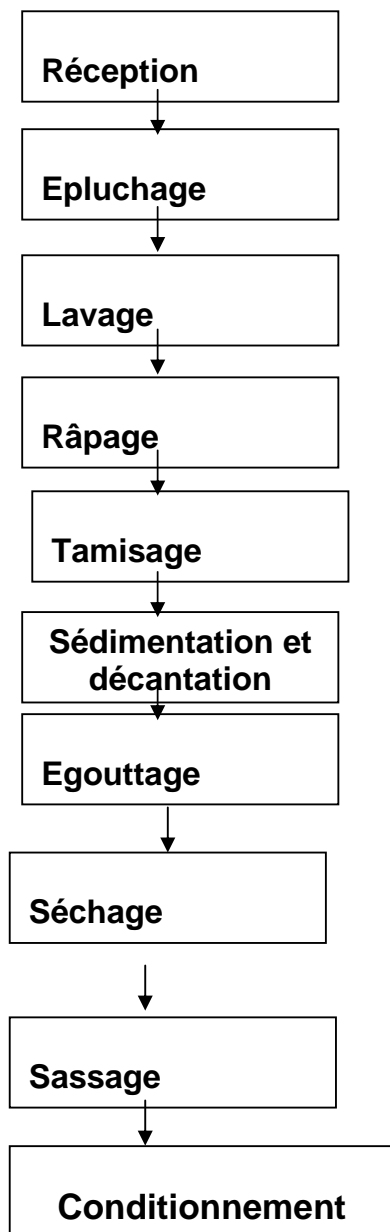 Réception
Epluchage
Lavage
Râpage
Tamisage
Sédimentation et
décantation
Egouttage
Séchage
Sassage
Conditionnement